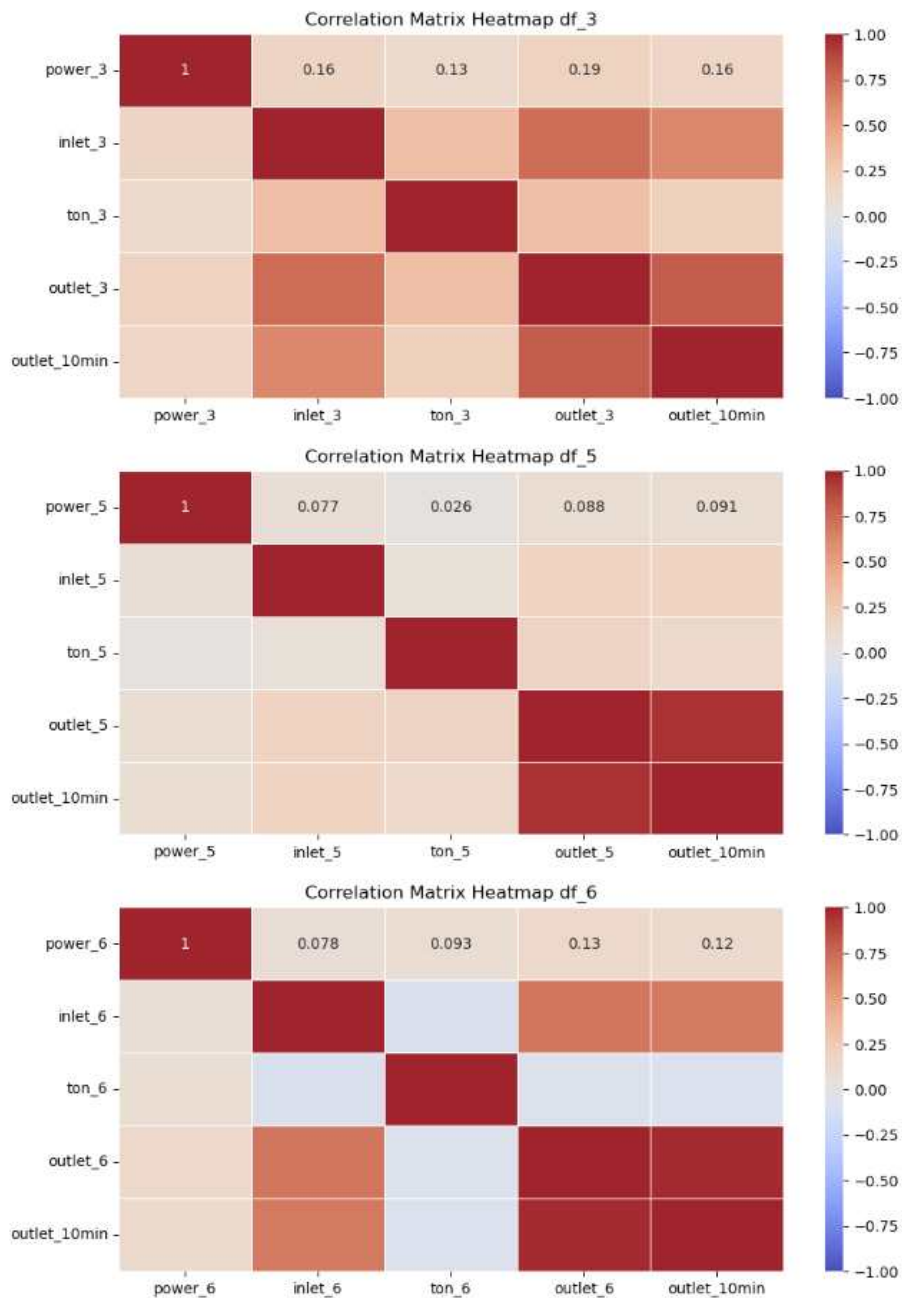 Correlation Matrix Heatmap df_3
power_3
1 0.16 0.13 0.19 0.16
inlet_3
ton_3
outlet_3
outlet_10min
power_3 inlet_3 ton_3 outlet_3 outlet_10min
1.00
0.75
0.50
0.25
0.00
−0.25
−0.50
−0.75
−1.00
Correlation Matrix Heatmap df_5
power_5
1 0.077 0.026 0.088 0.091
inlet_5
ton_5
outlet_5
outlet_10min
power_5 inlet_5 ton_5 outlet_5 outlet_10min
1.00
0.75
0.50
0.25
0.00
−0.25
−0.50
−0.75
−1.00
Correlation Matrix Heatmap df_6
power_6
1 0.078 0.093 0.13 0.12
inlet_6
ton_6
outlet_6
outlet_10min
power_6 inlet_6 ton_6 outlet_6 outlet_10min
1.00
0.75
0.50
0.25
0.00
−0.25
−0.50
−0.75
−1.00